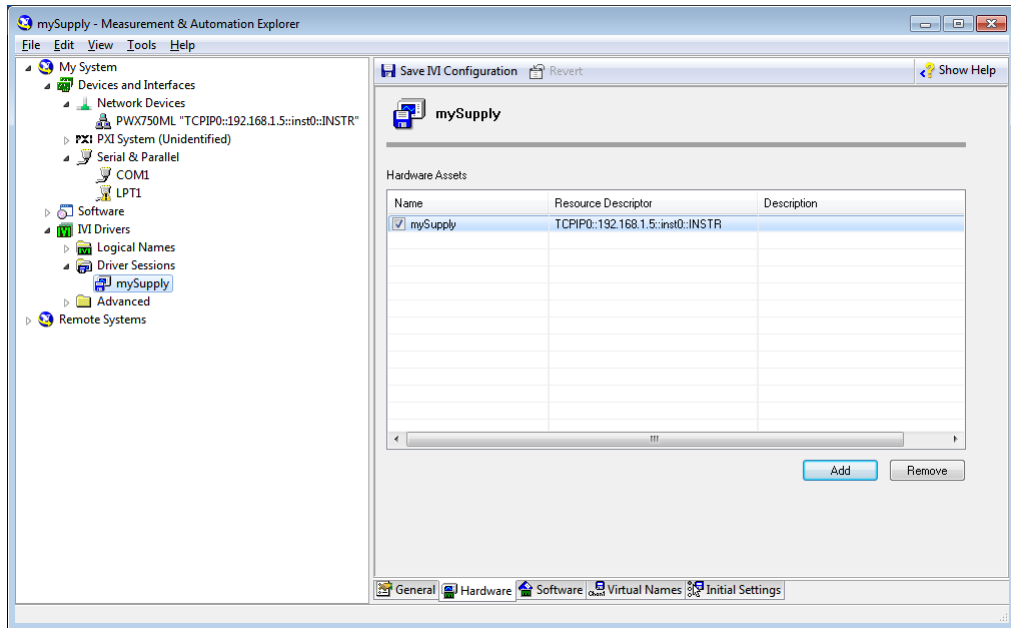 mySupply - Measurement & Automation Explorer
File Edit View Tools Help
My System
Devices and Interfaces
Network Devices
PWX750ML "TCPIP0::192.168.1.5::inst0::INSTR"
PXI PXI System (Unidentified)
Serial & Parallel
COM1
LPT1
Software
IVI IVI Drivers
Logical Names
Driver Sessions
mySupply
Advanced
Remote Systems
Save IVI Configuration Revert Show Help
mySupply
Hardware Assets
Name Resource Descriptor Description
mySupply TCPIP0::192.168.1.5::inst0::INSTR
Add Remove
General Hardware Software Virtual Names Initial Settings